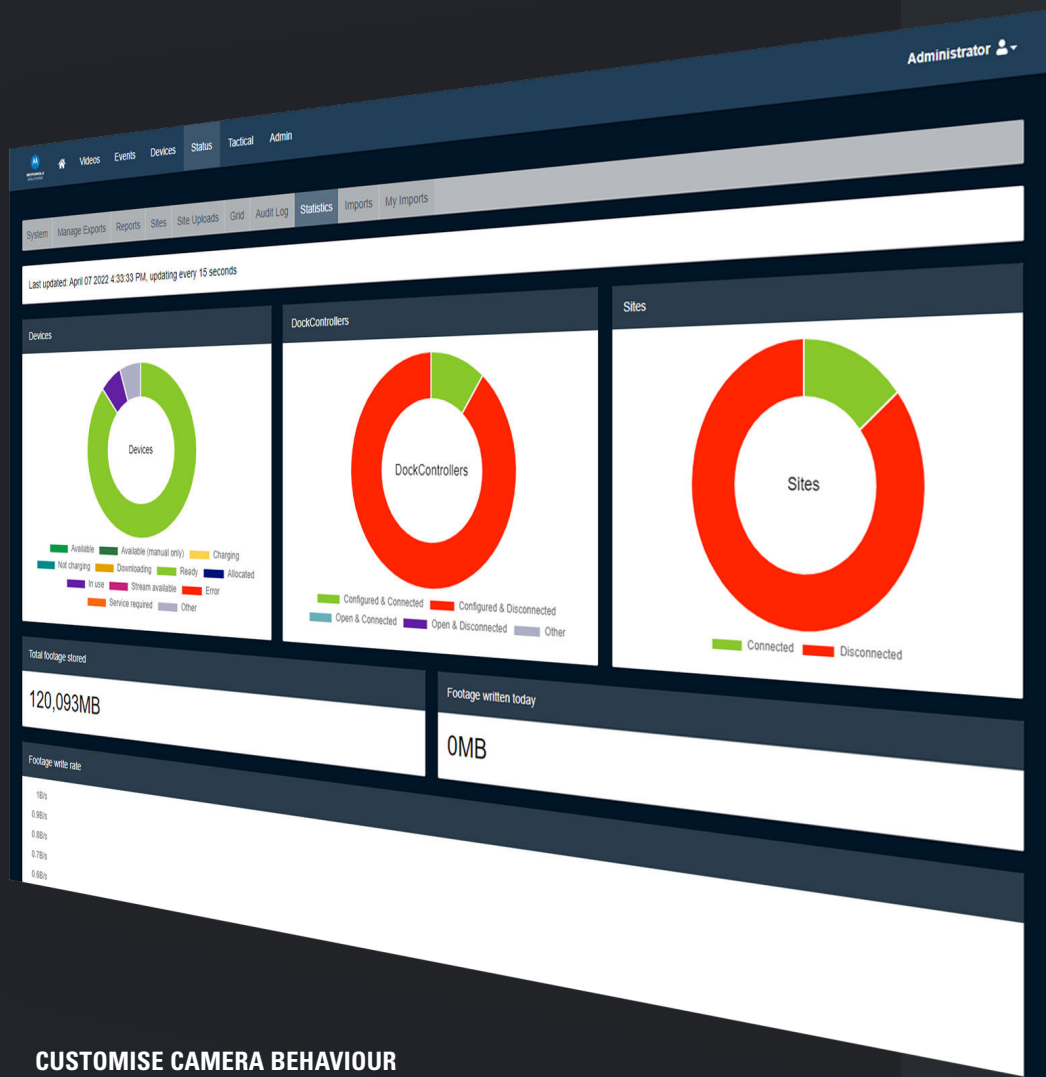 Administrator
MOTOROLA
SOLUTIONS
Videos Events Devices Status Tactical Admin
System Manage Exports Reports Sites Site Uploads Grid Audit Log Statistics Imports My Imports
Last updated: April 07 2022 4:33:33 PM, updating every 15 seconds
Devices
DockControllers
Sites
Devices
DockControllers
Sites
Available Available (manual only) Charging
Not charging Downloading Ready Allocated
In use Stream available Error
Service required Other
Configured & Connected Configured & Disconnected
Open & Connected Open & Disconnected Other
Connected Disconnected
Total footage stored
120,093MB
Footage written today
0MB
Footage write rate
1B/s
0.9B/s
0.8B/s
0.7B/s
0.6B/s
CUSTOMISE CAMERA BEHAVIOUR